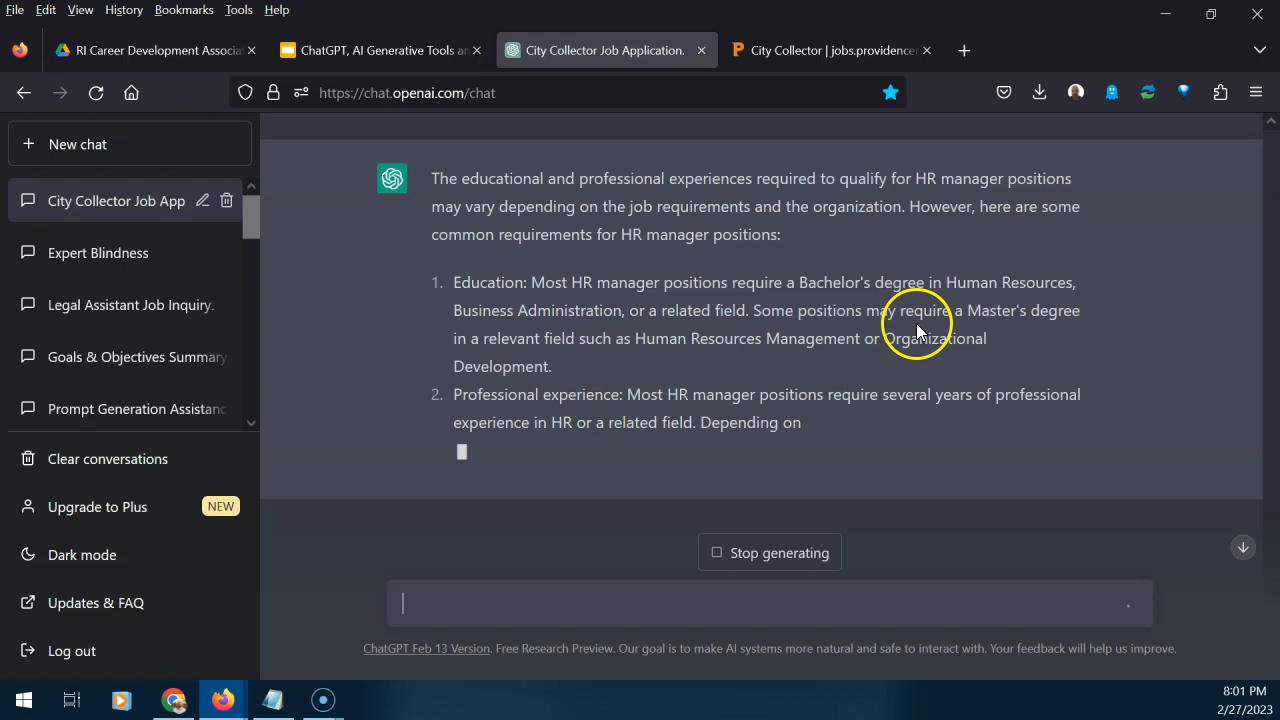 File Edit View History Bookmarks Tools Help
RI Career Development Associa
ChatGPT, AI Generative Tools an
City Collector Job Application.
City Collector | jobs.providencer
https://chat.openai.com/chat
New chat
City Collector Job App
Expert Blindness
Legal Assistant Job Inquiry.
Goals & Objectives Summary
Prompt Generation Assistanc
Clear conversations
Upgrade to Plus NEW
Dark mode
Updates & FAQ
Log out
The educational and professional experiences required to qualify for HR manager positions
may vary depending on the job requirements and the organization. However, here are some
common requirements for HR manager positions:
1. Education: Most HR manager positions require a Bachelor's degree in Human Resources,
Business Administration, or a related field. Some positions may require a Master's degree
in a relevant field such as Human Resources Management or Organizational
Development.
2. Professional experience: Most HR manager positions require several years of professional
experience in HR or a related field. Depending on
Stop generating
ChatGPT Feb 13 Version. Free Research Preview. Our goal is to make AI systems more natural and safe to interact with. Your feedback will help us improve.
8:01 PM
2/27/2023